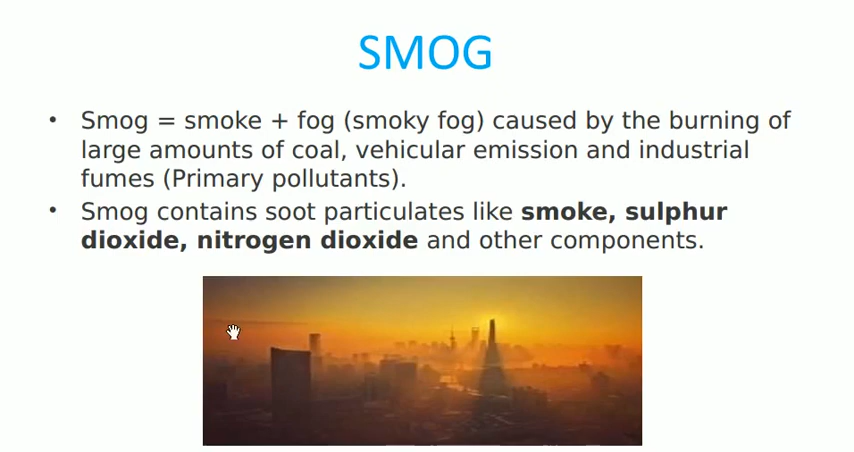 SMOG
• Smog = smoke + fog (smoky fog) caused by the burning of
large amounts of coal, vehicular emission and industrial
fumes (Primary pollutants).
• Smog contains soot particulates like smoke, sulphur
dioxide, nitrogen dioxide and other components.